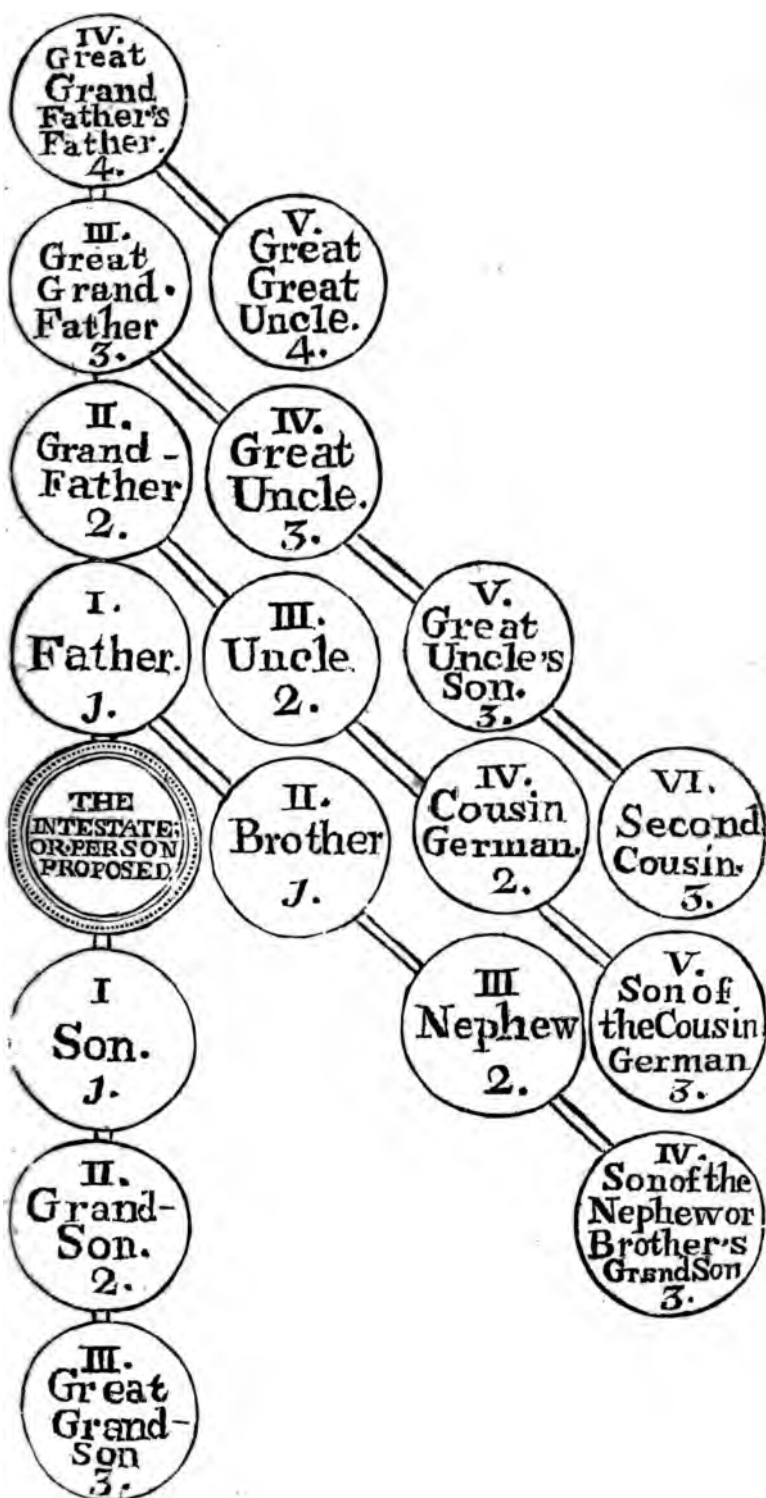 IV.
Great
Grand
Father's
Father.
4.
V.
Great
Great
Uncle.
4.
III.
Great
Grand.
Father
3.
IV.
Great
Uncle.
3.
II.
Grand-
Father
2.
V.
Great
Uncle's
Son.
3.
III.
Uncle
2.
I.
Father.
1.
VI.
Second
Cousin.
3.
IV.
Cousin
German.
2.
II.
Brother
1.
THE
INTESTATE;
OR·PERSON
PROPOSED
V.
Son of
the Cousin
German
3.
III
Nephew
2.
I
Son.
1.
IV.
Son of the
Nephew or
Brother's
Grand Son
3.
II.
Grand-
Son.
2.
III.
Great
Grand-
Son
3.